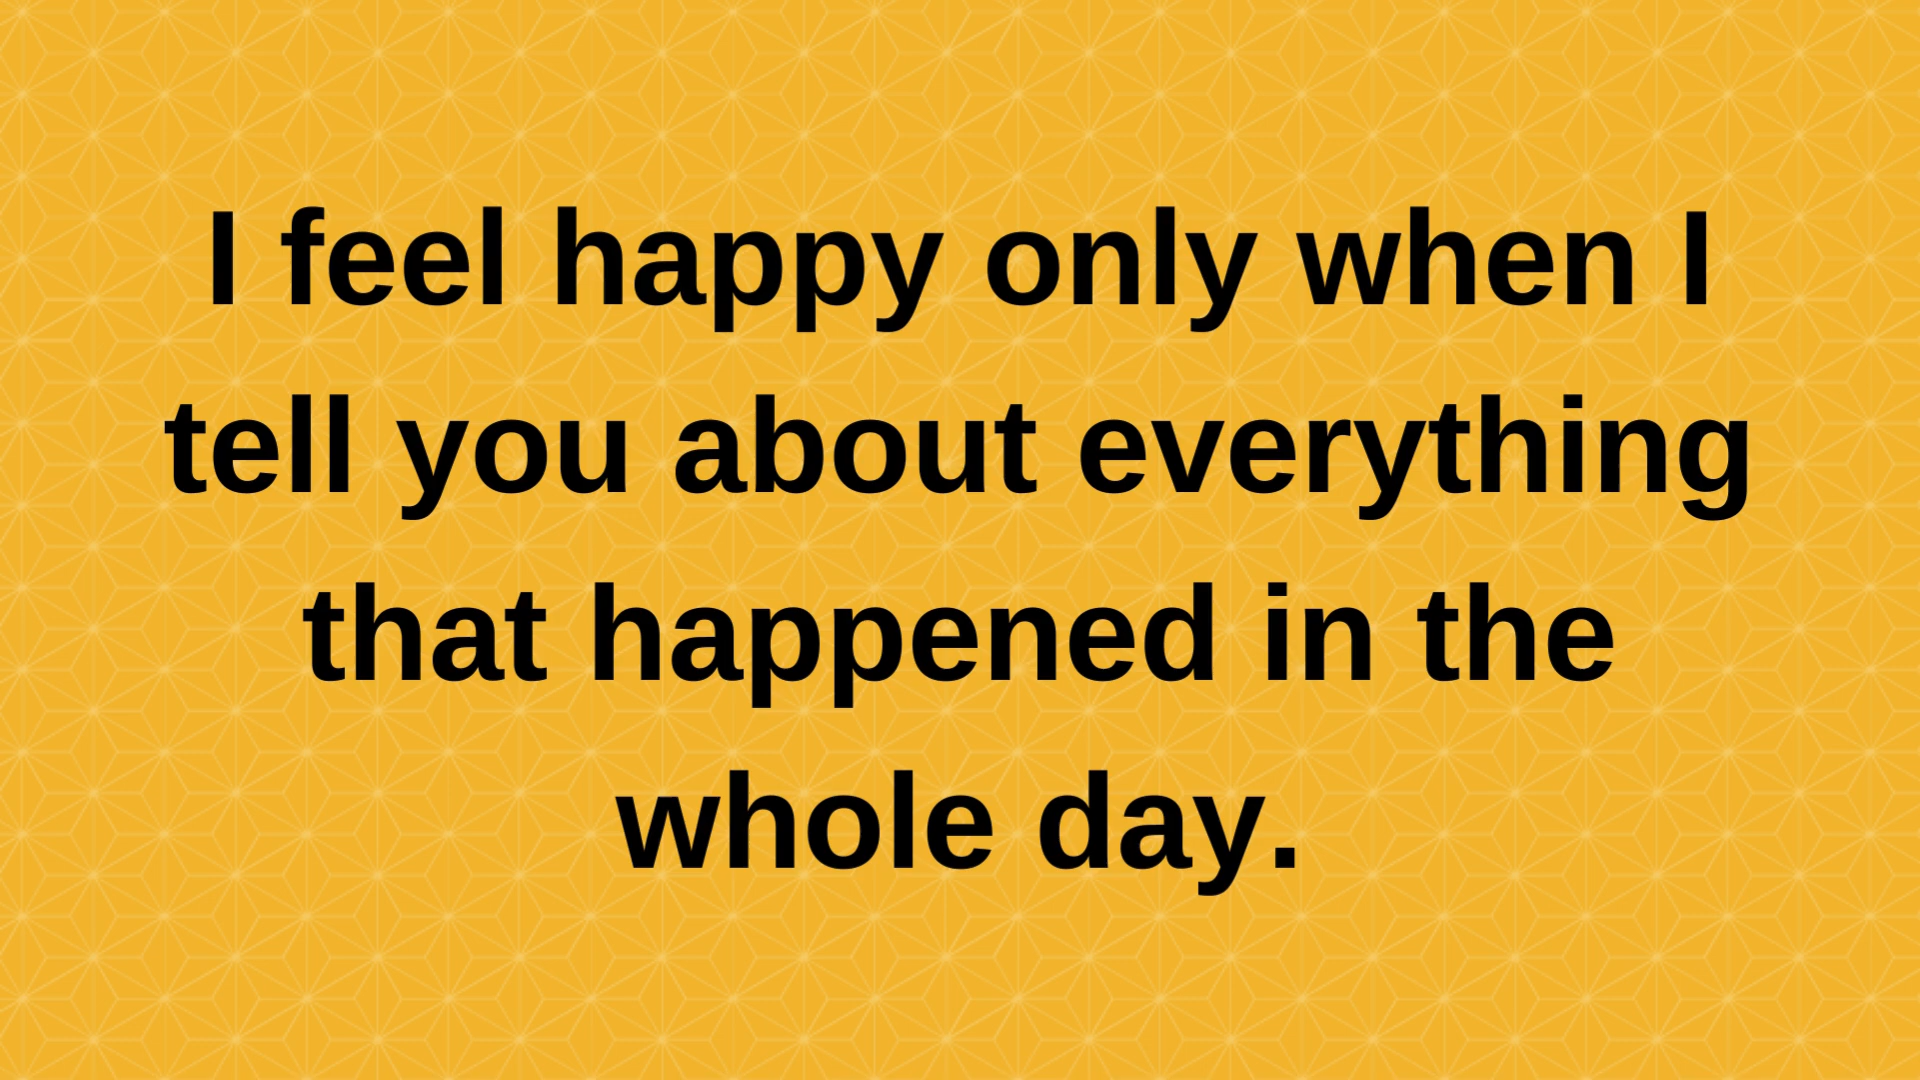 I feel happy only when I
tell you about everything
that happened in the
whole day.